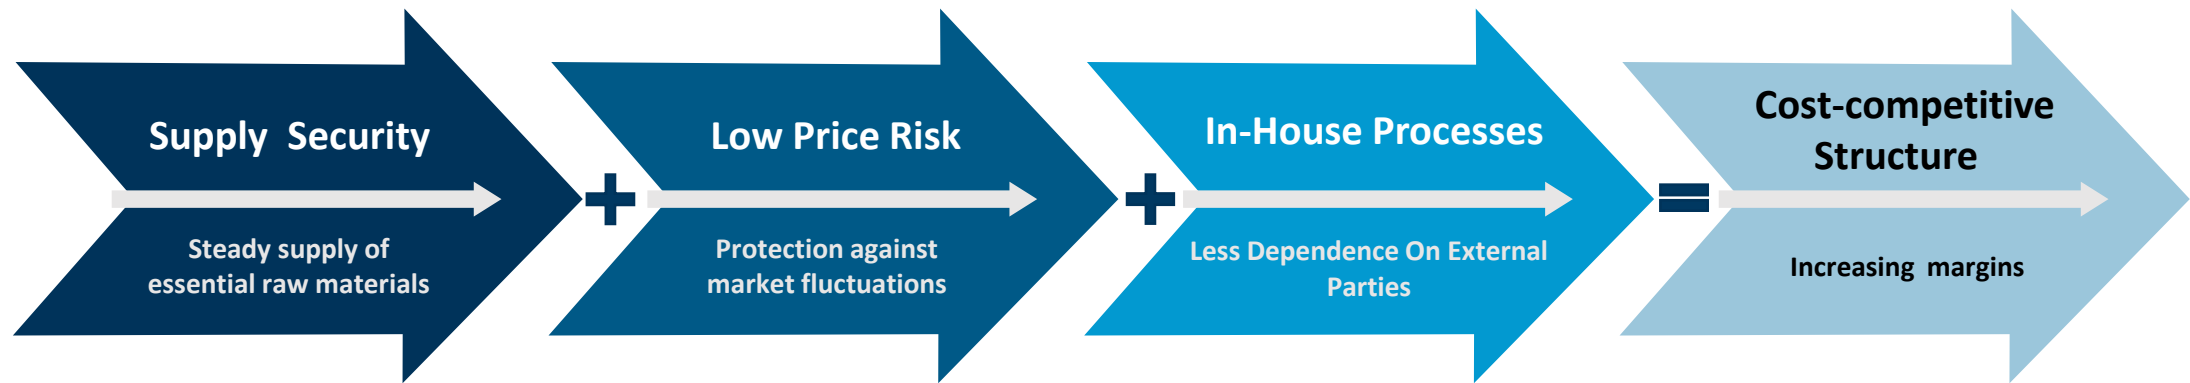 Supply  Security
Steady supply of
essential raw materials
+
Low Price Risk
Protection against
market fluctuations
+
In-House Processes
Less Dependence On External
Parties
=
Cost-competitive
Structure
Increasing  margins